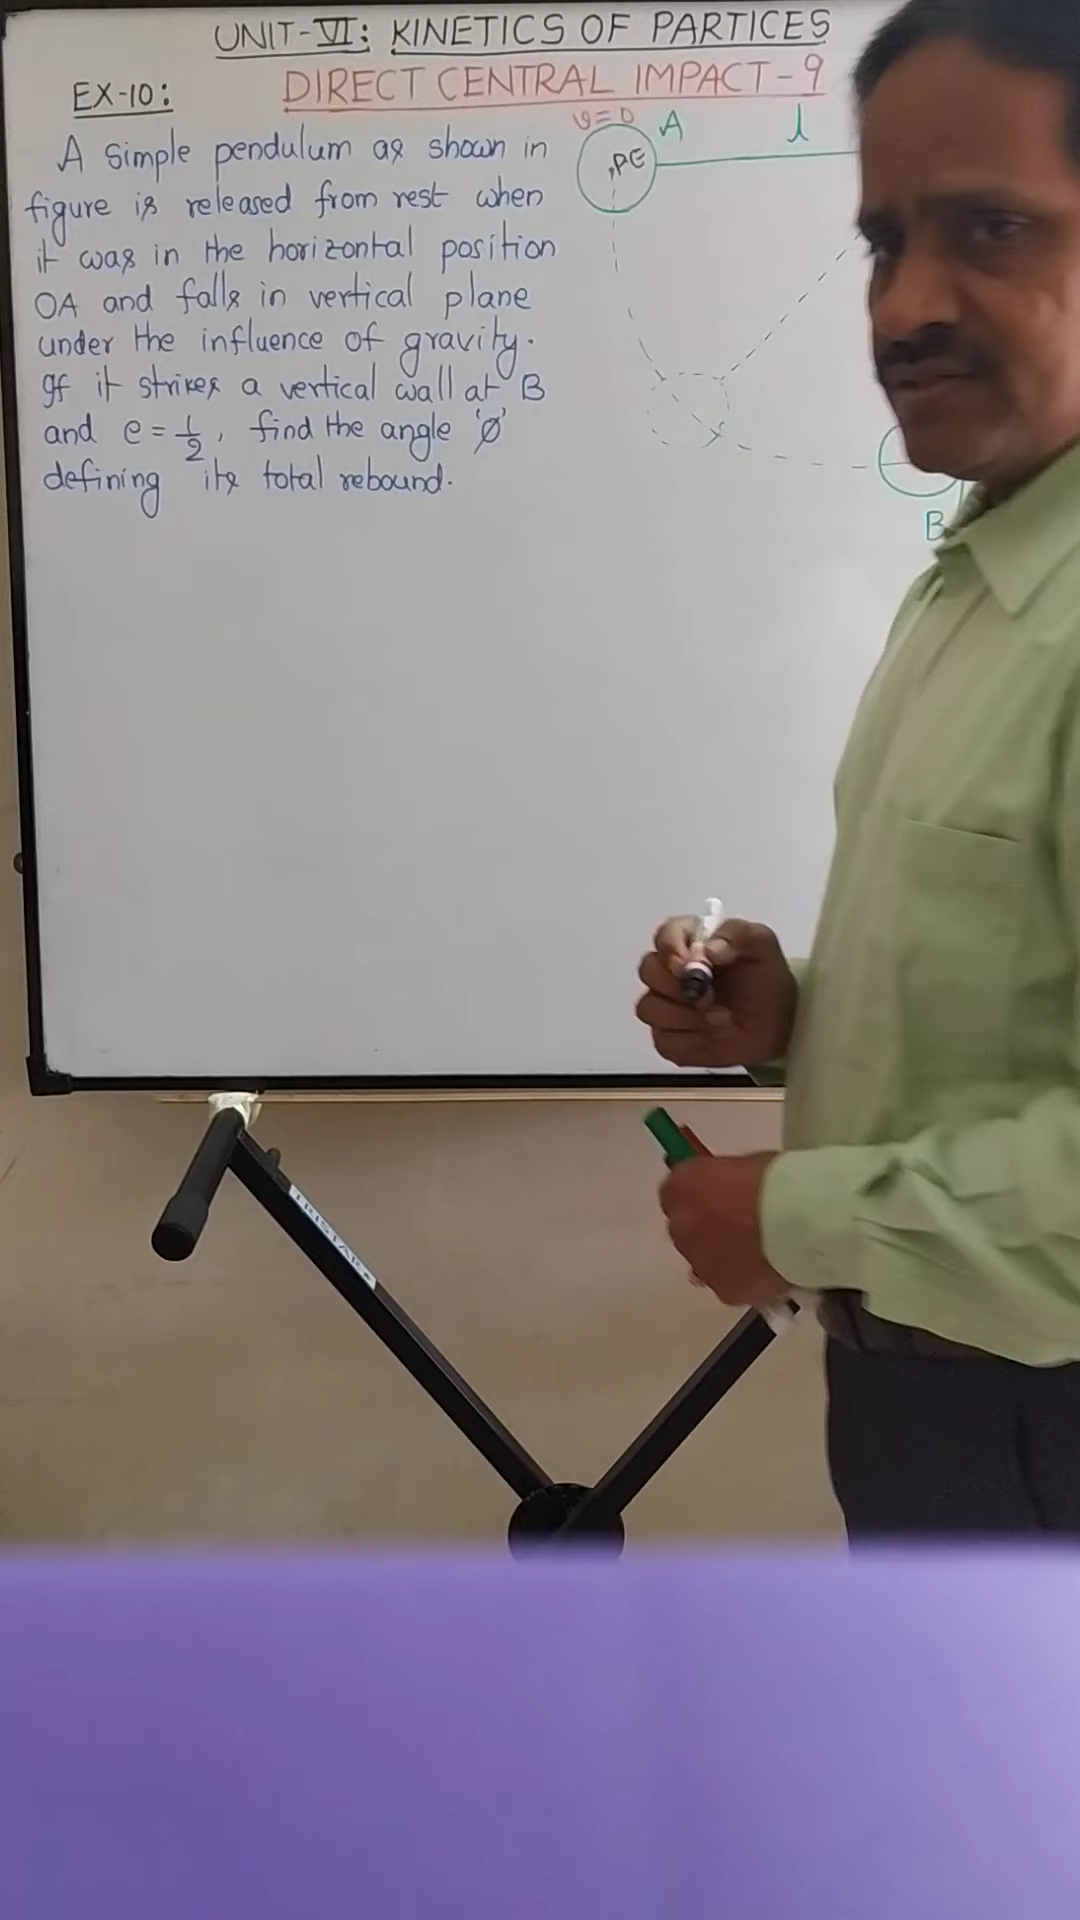 UNIT-VI: KINETICS OF PARTICES
DIRECT CENTRAL IMPACT-9
EX-10:
A simple pendulum as shown in
figure is released from rest when
it was in the horizontal position
OA and falls in vertical plane
under the influence of gravity.
If it strikes a vertical wall at B
and e = 1/2, find the angle 'ø'
defining its total rebound.
v=0
A
l
PE
B
TRISTAR